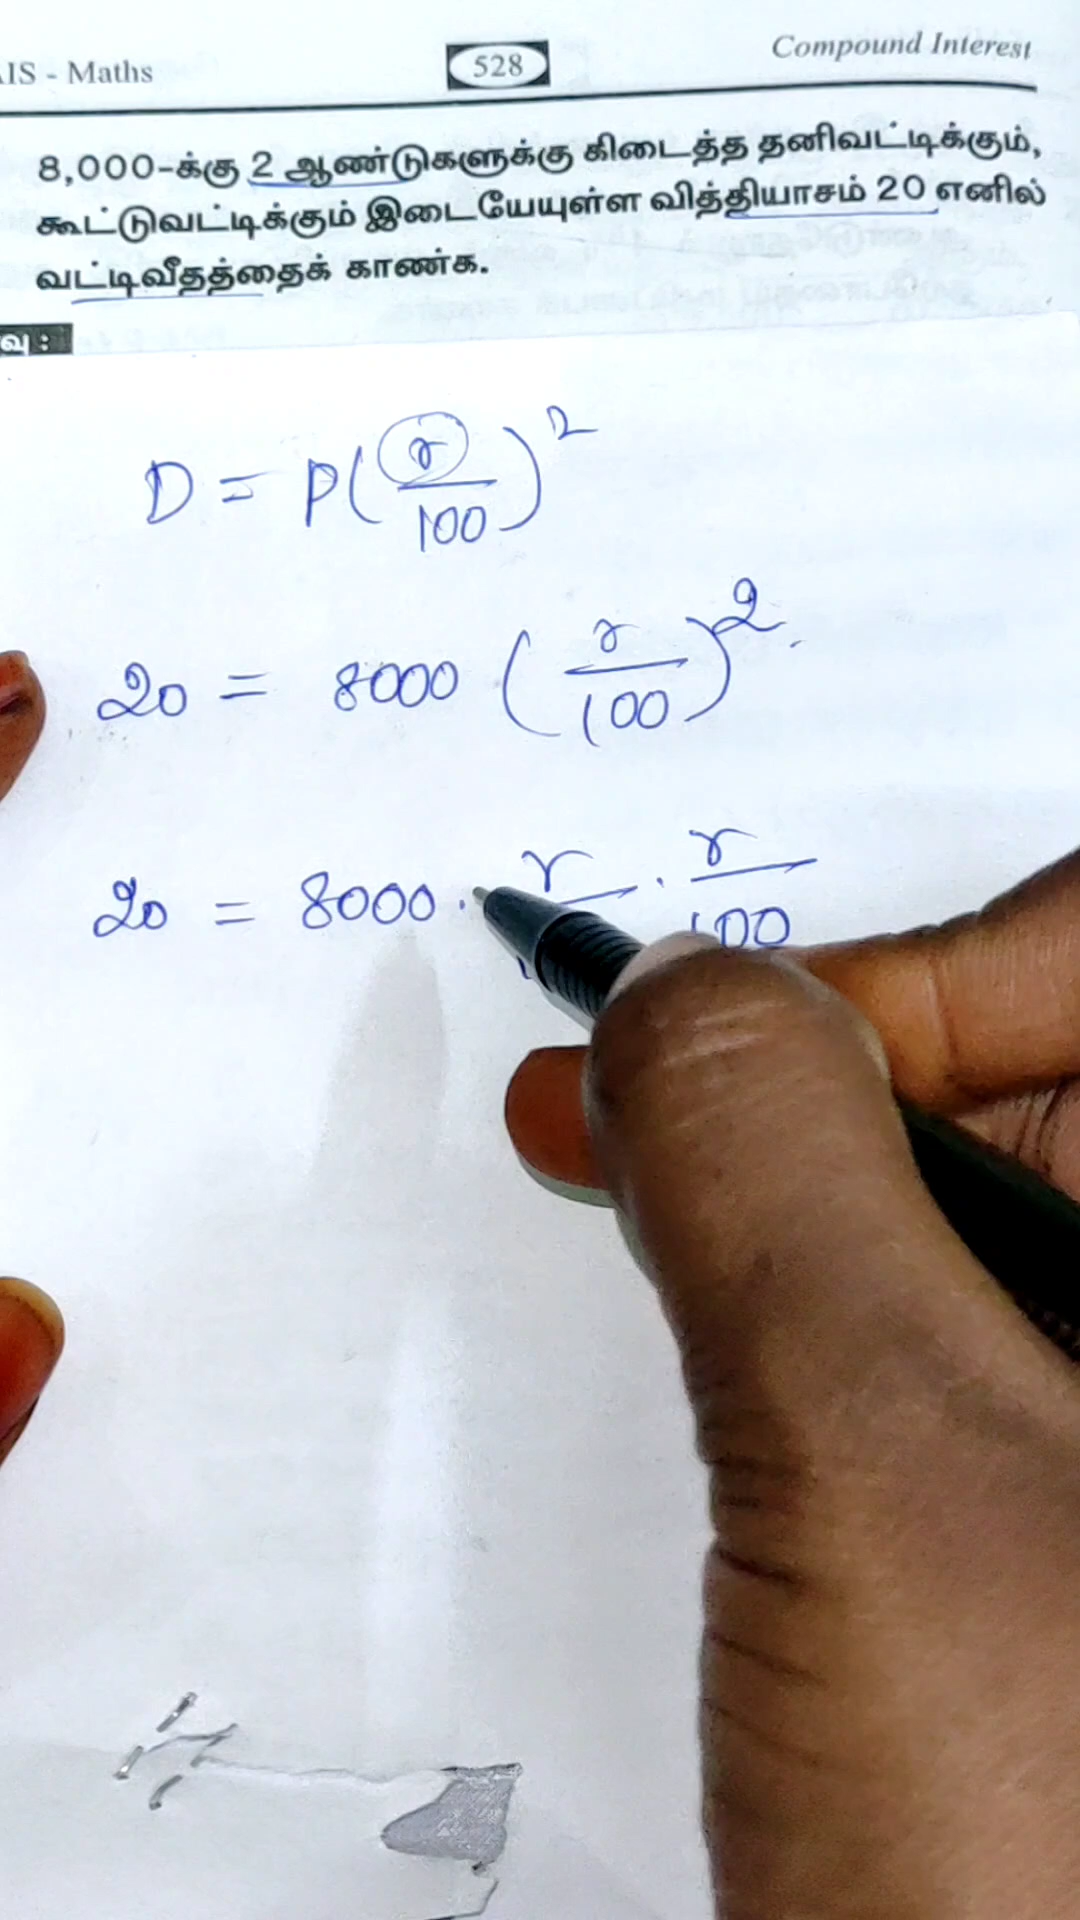 IS - Maths 528 Compound Interest
8,000-க்கு 2 ஆண்டுகளுக்கு கிடைத்த தனிவட்டிக்கும்,
கூட்டுவட்டிக்கும் இடையேயுள்ள வித்தியாசம் 20 எனில்
வட்டிவீதத்தைக் காண்க.
வு :
D = P(r/100)²
20 = 8000 (r/100)²
20 = 8000 · r/ · r/100